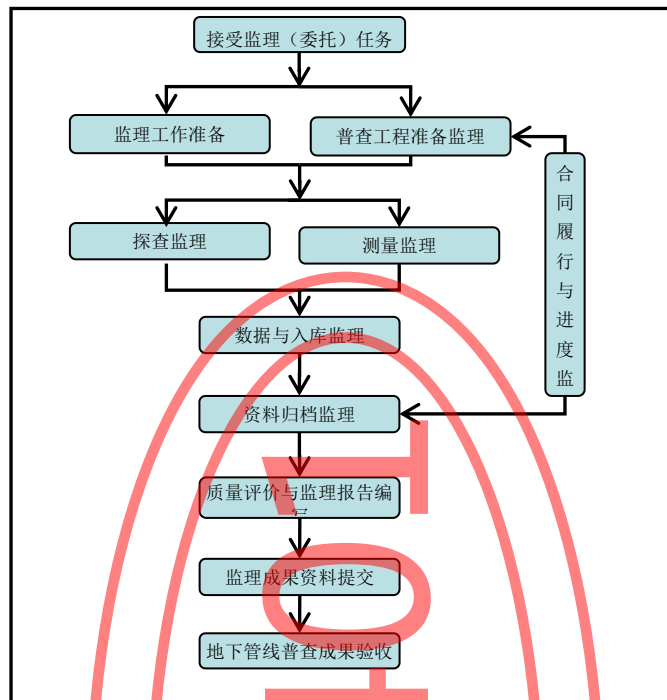 接受监理（委托）任务
监理工作准备
普查工程准备监理
合同履行与进度监
探查监理
测量监理
数据与入库监理
资料归档监理
质量评价与监理报告编
写
监理成果资料提交
地下管线普查成果验收